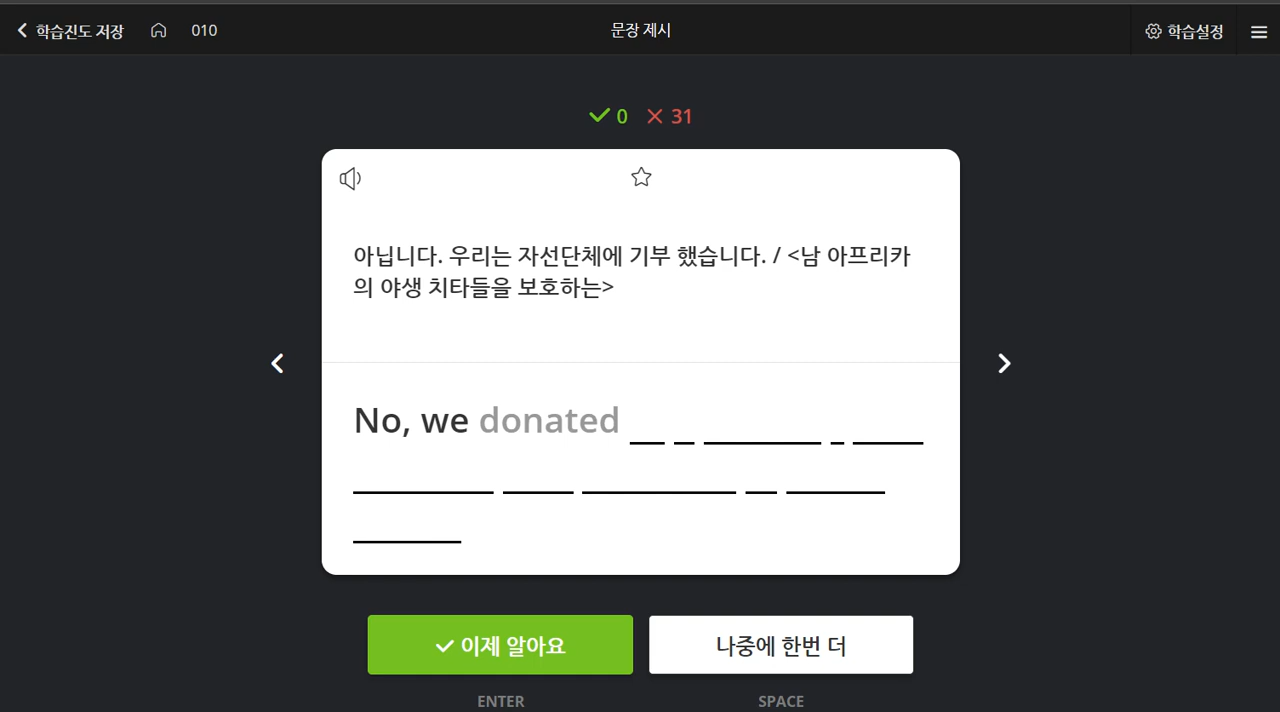 학습진도 저장 010 문장 제시 학습설정
0 31
아닙니다. 우리는 자선단체에 기부 했습니다. / <남 아프리카
의 야생 치타들을 보호하는>
No, we donated
이제 알아요 나중에 한번 더
ENTER SPACE